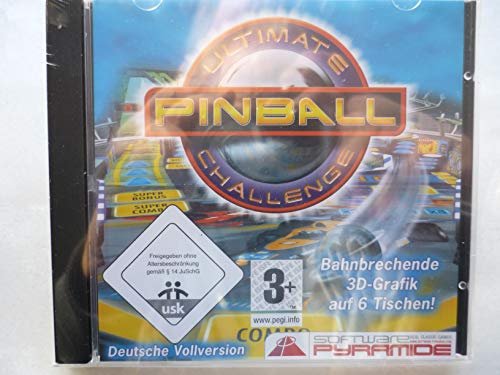 ULTIMATE
PINBALL
CHALLENGE
SUPER
BONUS
SUPER
COMBO
Freigegeben ohne
Altersbeschränkung
gemäß § 14 JuSchG
usk
3+
www.pegi.info
Bahnbrechende
3D-Grafik
auf 6 Tischen!
COMBO
Deutsche Vollversion
SOFTWARE
PYRAMIDE